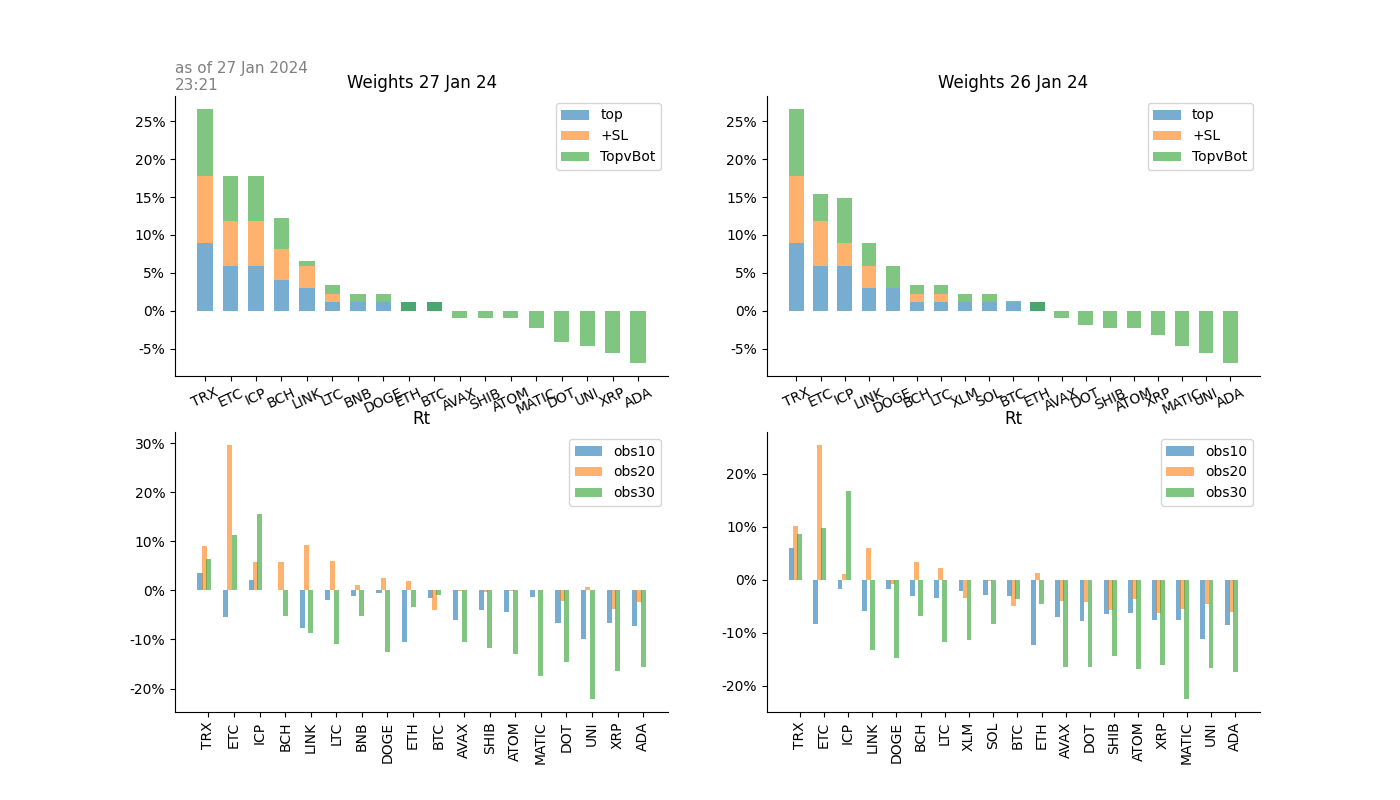 as of 27 Jan 2024
23:21
Weights 27 Jan 24
25%
20%
15%
10%
5%
0%
-5%
top
+SL
TopvBot
TRX ETC ICP BCH LINK LTC BNB DOGE ETH BTC AVAX SHIB ATOM MATIC DOT UNI XRP ADA
Weights 26 Jan 24
25%
20%
15%
10%
5%
0%
-5%
top
+SL
TopvBot
TRX ETC ICP LINK DOGE BCH LTC XLM SOL BTC ETH AVAX DOT SHIB ATOM XRP MATIC UNI ADA
Rt
30%
20%
10%
0%
-10%
-20%
obs10
obs20
obs30
TRX ETC ICP BCH LINK LTC BNB DOGE ETH BTC AVAX SHIB ATOM MATIC DOT UNI XRP ADA
Rt
20%
10%
0%
-10%
-20%
obs10
obs20
obs30
TRX ETC ICP LINK DOGE BCH LTC XLM SOL BTC ETH AVAX DOT SHIB ATOM XRP MATIC UNI ADA